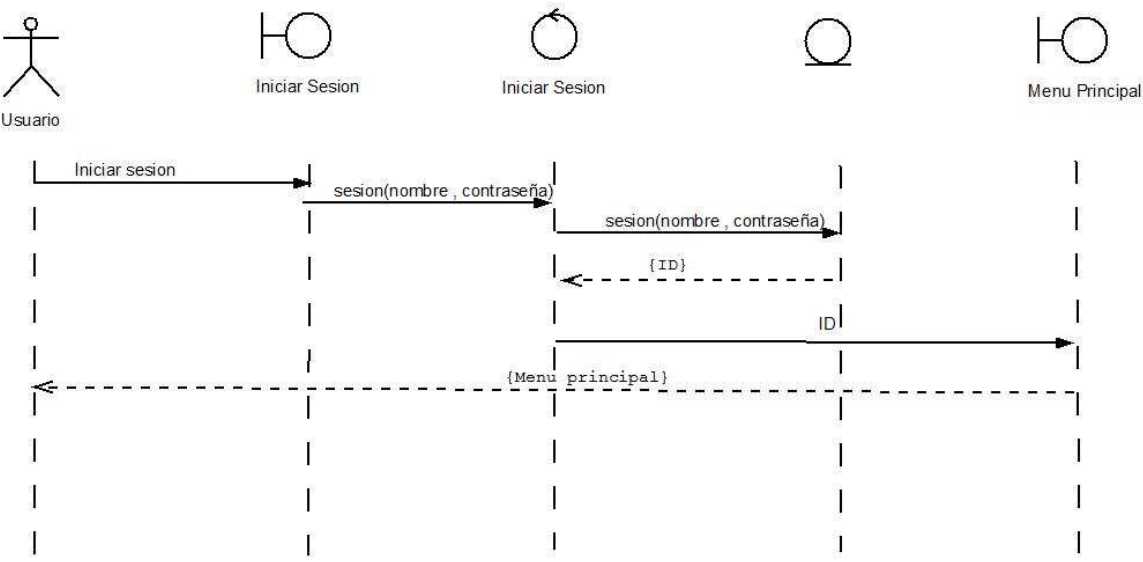 Iniciar Sesion
Iniciar Sesion
Menu Principal
Usuario
Iniciar sesion
sesion(nombre , contraseña)
sesion(nombre , contraseña)
{ID}
ID
{Menu principal}